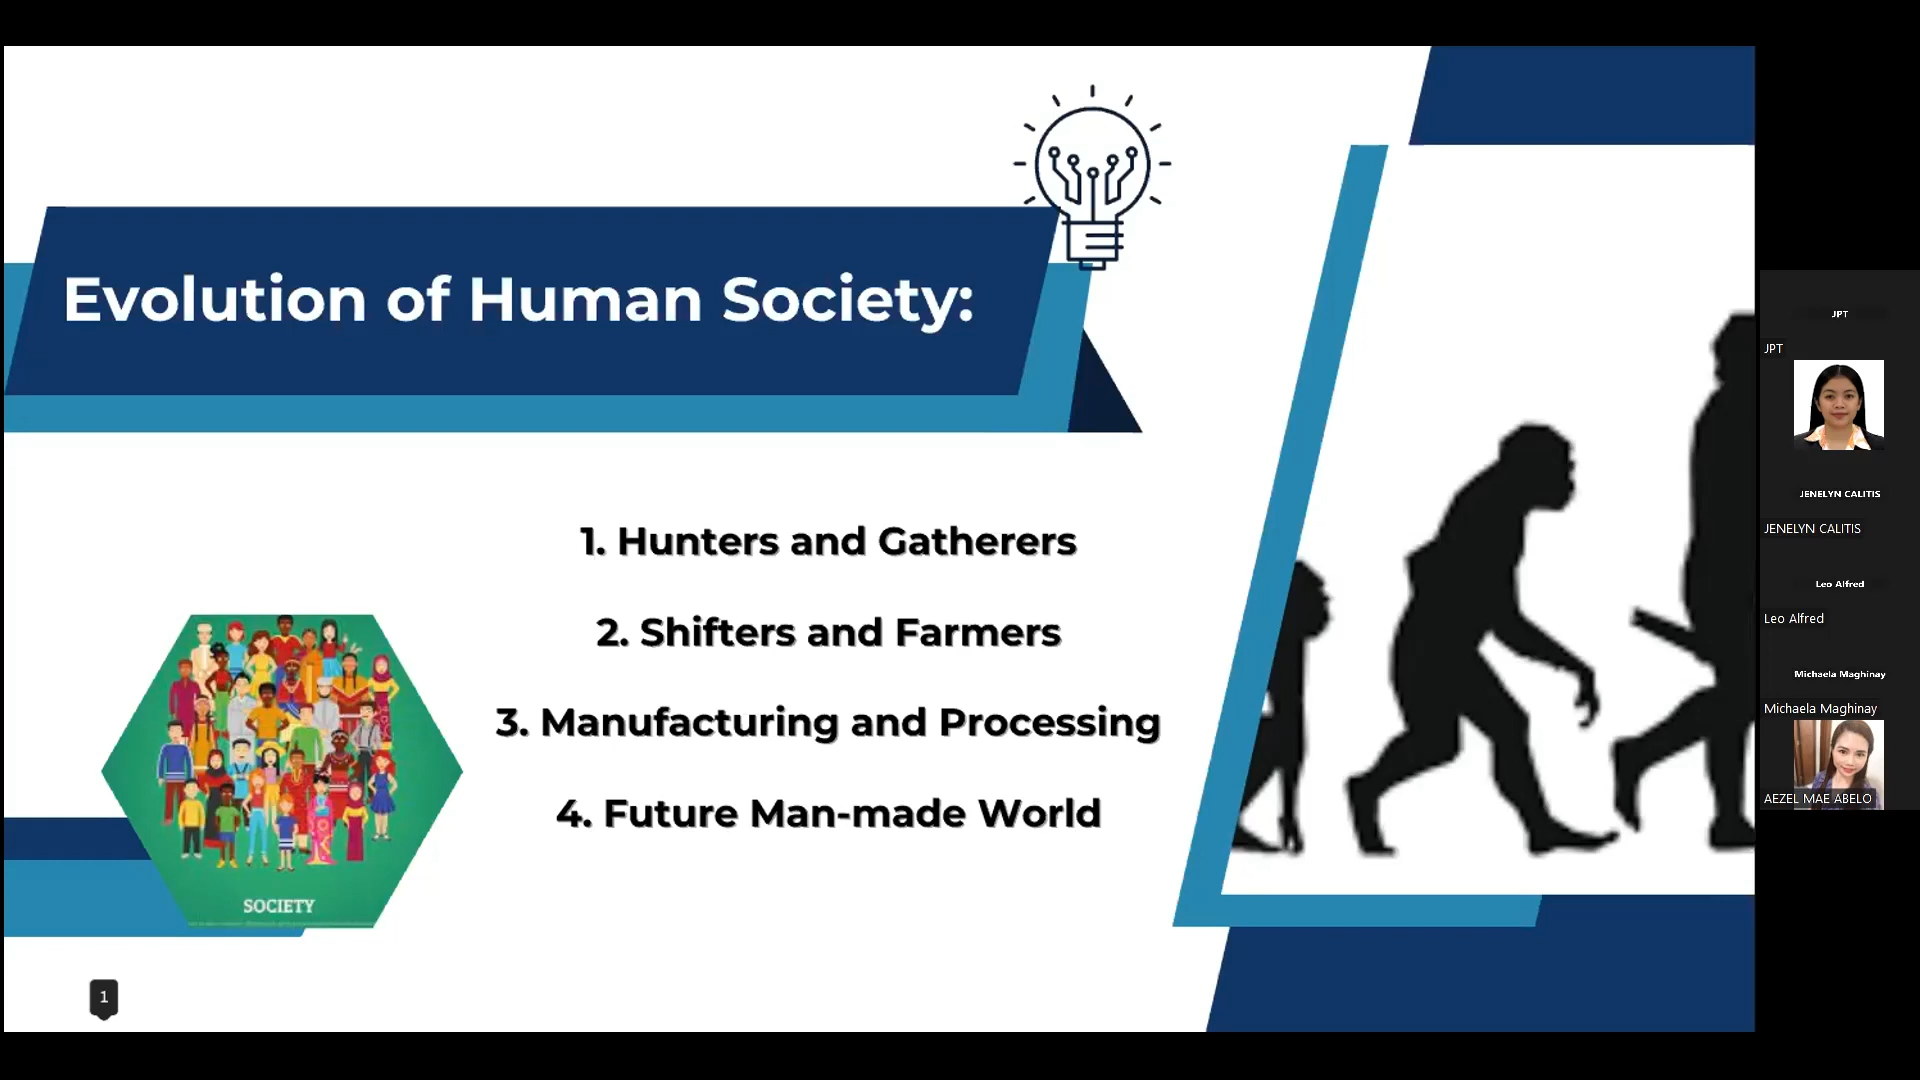 Evolution of Human Society:
1. Hunters and Gatherers
2. Shifters and Farmers
3. Manufacturing and Processing
4. Future Man-made World
SOCIETY
1
JPT
JPT
JENELYN CALITIS
JENELYN CALITIS
Leo Alfred
Leo Alfred
Michaela Maghinay
Michaela Maghinay
AEZEL MAE ABELO